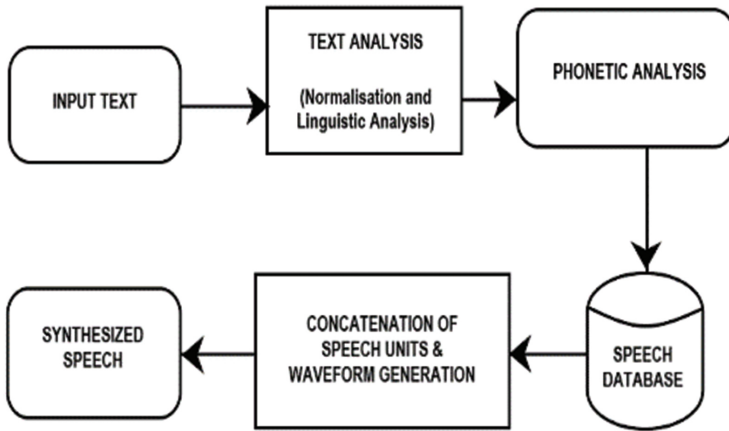 INPUT TEXT
TEXT ANALYSIS
(Normalisation and
Linguistic Analysis)
PHONETIC ANALYSIS
SYNTHESIZED
SPEECH
CONCATENATION OF
SPEECH UNITS &
WAVEFORM GENERATION
SPEECH
DATABASE